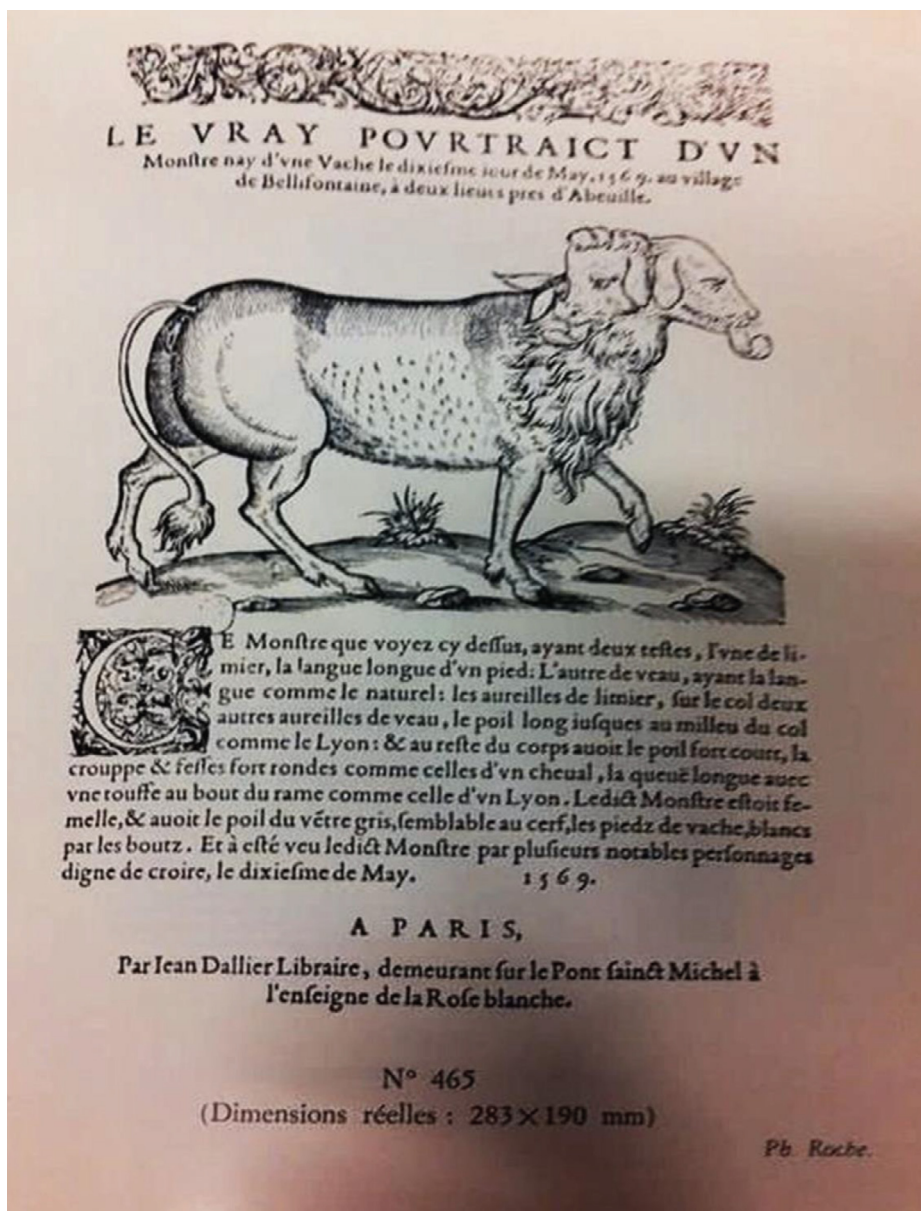 LE VRAY POVRTRAICT D'VN
Monſtre nay d'vne Vache le dixieſme iour de May, 1569. au village
de Bellifontaine, à deux lieues pres d'Abeuille.
CE Monſtre que voyez cy deſſus, ayant deux teſtes, l'vne de li-
mier, la langue longue d'vn pied: L'autre de veau, ayant la lan-
gue comme le naturel: les aureilles de limier, ſur le col deux
autres aureilles de veau, le poil long iuſques au milleu du col
comme le Lyon: & au reſte du corps auoit le poil fort court, la
crouppe & feſſes fort rondes comme celles d'vn cheual, la queuë longue auec
vne touffe au bout du rame comme celle d'vn Lyon. Ledict Monſtre eſtoit fe-
melle, & auoit le poil du vẽtre gris, ſemblable au cerf, les piedz de vache, blancs
par les boutz. Et à eſté veu ledict Monſtre par pluſieurs notables perſonnages
digne de croire, le dixieſme de May. 1569.
A PARIS,
Par Iean Dallier Libraire, demeurant ſur le Pont ſainct Michel à
l'enſeigne de la Roſe blanche.
N° 465
(Dimensions réelles : 283 × 190 mm)
Ph. Roche.